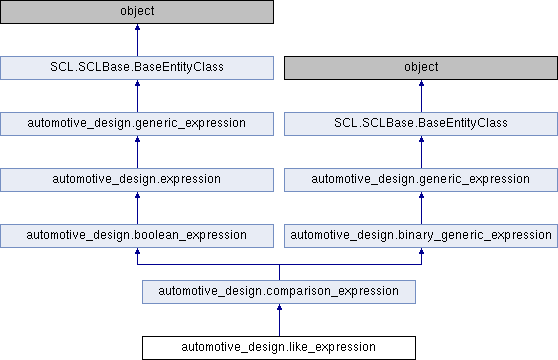 object
SCL.SCLBase.BaseEntityClass
object
automotive_design.generic_expression
SCL.SCLBase.BaseEntityClass
automotive_design.expression
automotive_design.generic_expression
automotive_design.boolean_expression
automotive_design.binary_generic_expression
automotive_design.comparison_expression
automotive_design.like_expression